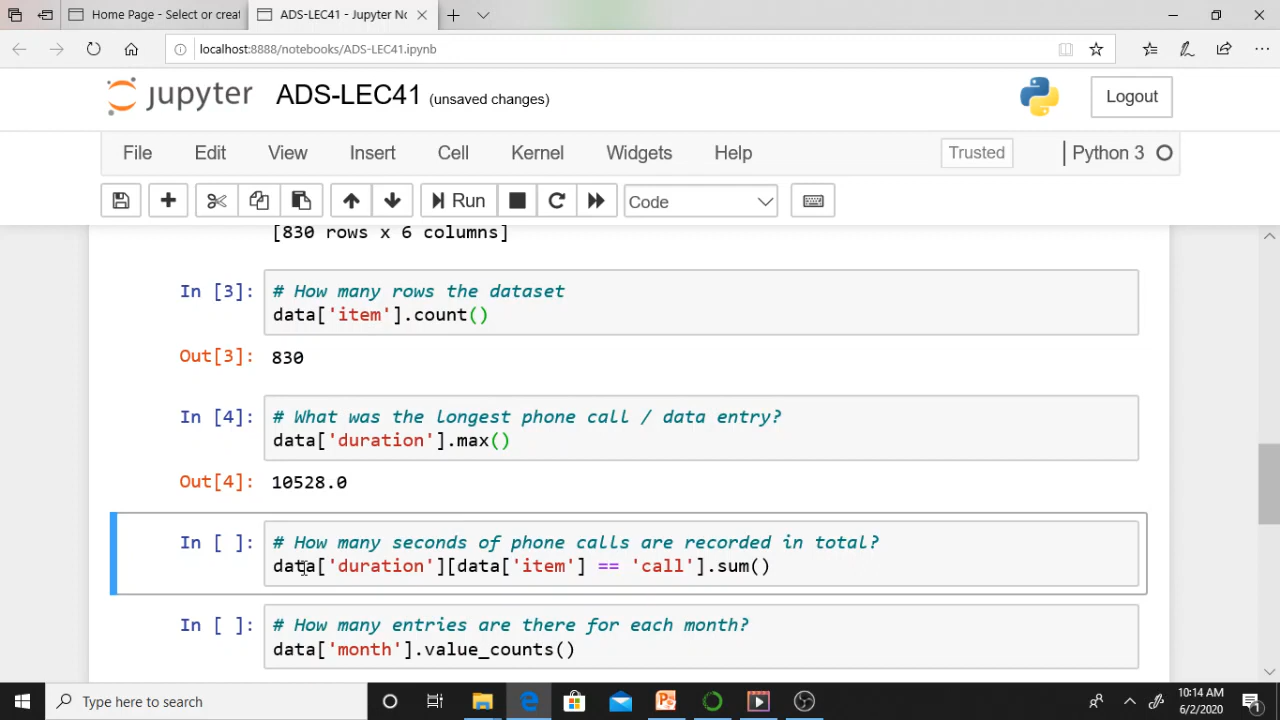 Home Page - Select or creat
ADS-LEC41 - Jupyter No
localhost:8888/notebooks/ADS-LEC41.ipynb
jupyter ADS-LEC41 (unsaved changes)
Logout
File Edit View Insert Cell Kernel Widgets Help
Trusted
Python 3
Run
Code
[830 rows x 6 columns]
In [3]: # How many rows the dataset
data['item'].count()
Out[3]: 830
In [4]: # What was the longest phone call / data entry?
data['duration'].max()
Out[4]: 10528.0
In [ ]: # How many seconds of phone calls are recorded in total?
data['duration'][data['item'] == 'call'].sum()
In [ ]: # How many entries are there for each month?
data['month'].value_counts()
Type here to search
10:14 AM
6/2/2020
1